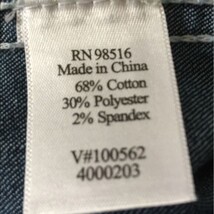 RN 98516
Made in China
68% Cotton
30% Polyester
2% Spandex
V#100562
4000203